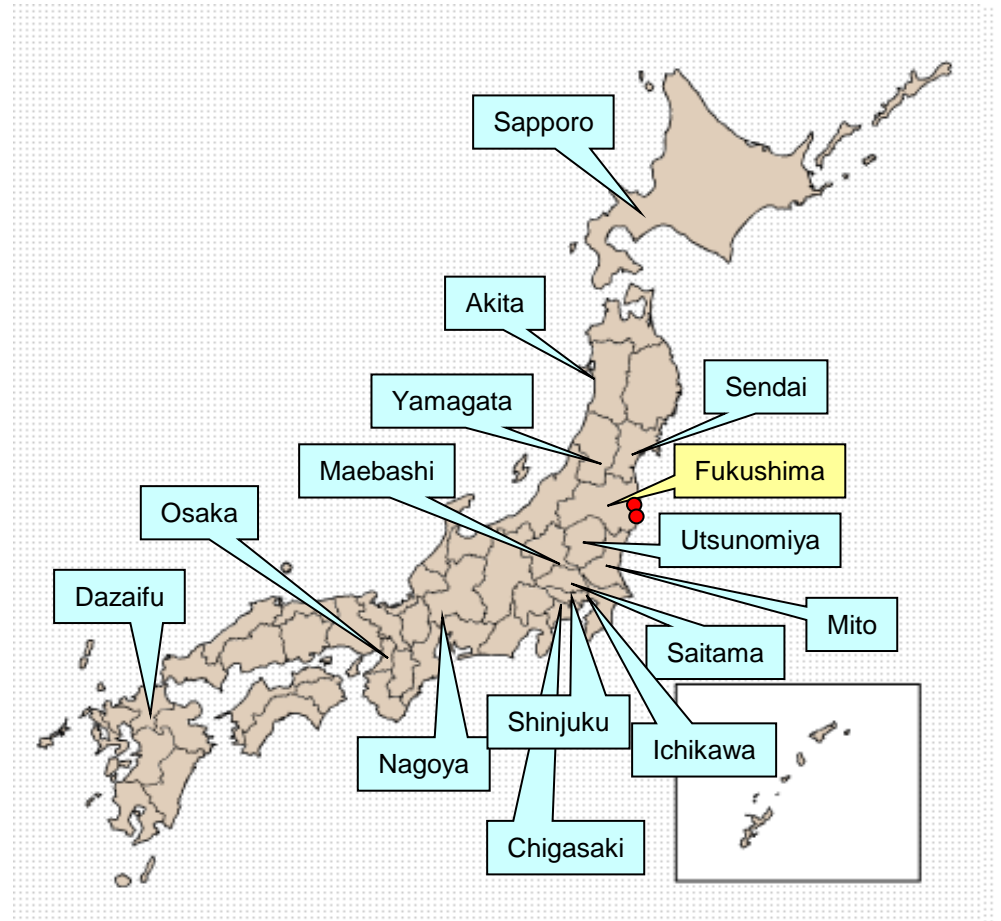 Sapporo
Akita
Sendai
Yamagata
Maebashi
Fukushima
Osaka
Utsunomiya
Dazaifu
Mito
Saitama
Shinjuku
Ichikawa
Nagoya
Chigasaki